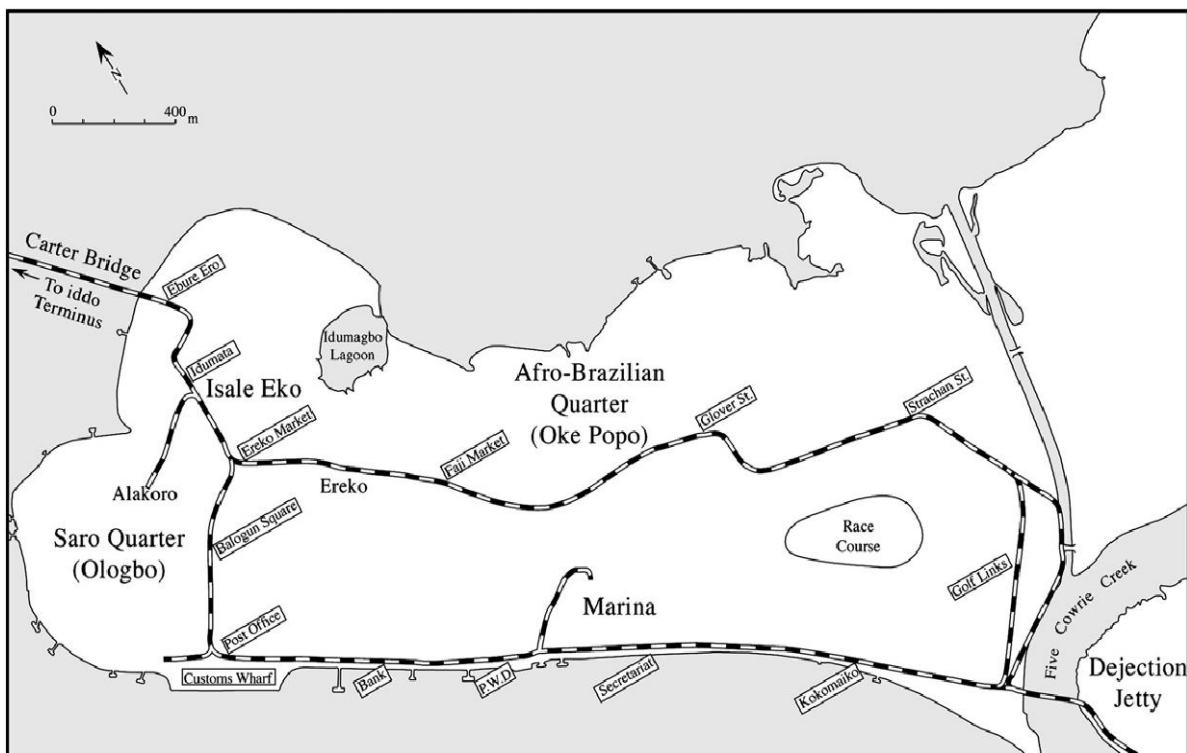 N
0
400
m
Carter Bridge
To iddo
Terminus
Ebure Ero
Idumagbo
Lagoon
Idumata
Isale Eko
Afro-Brazilian
Quarter
(Oke Popo)
Glover St.
Strachan St.
Ereko Market
Faji Market
Ereko
Alakoro
Saro Quarter
(Ologbo)
Balogun Square
Race
Course
Golf Links
Marina
Five Cowrie Creek
Post Office
Customs Wharf
Bank
P.W.D
Secretariat
Kokomaiko
Dejection
Jetty